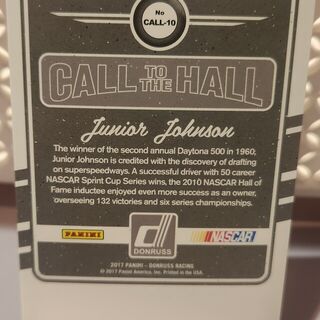 No
CALL-10
CALL TO THE HALL
Junior Johnson
The winner of the second annual Daytona 500 in 1960;
Junior Johnson is credited with the discovery of drafting
on superspeedways. A successful driver with 50 career
NASCAR Sprint Cup Series wins, the 2010 NASCAR Hall of
Fame inductee enjoyed even more success as an owner,
overseeing 132 victories and six series championships.
PANINI
DONRUSS
NASCAR
2017 PANINI - DONRUSS RACING
© 2017 Panini America, Inc. Printed in the USA.